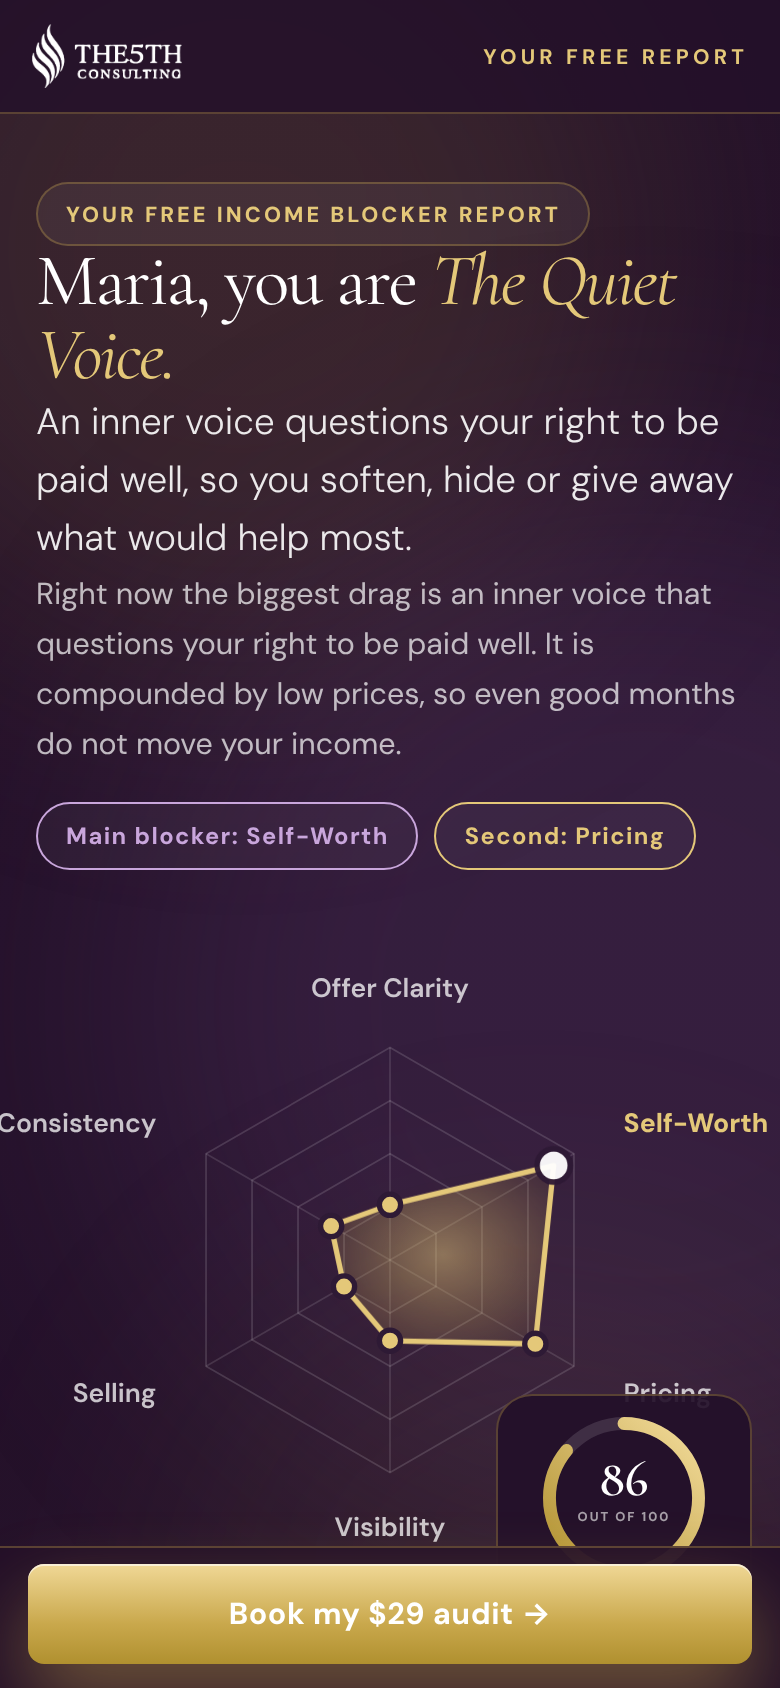 THE5TH
CONSULTING
YOUR FREE REPORT
YOUR FREE INCOME BLOCKER REPORT
Maria, you are The Quiet
Voice.
An inner voice questions your right to be
paid well, so you soften, hide or give away
what would help most.
Right now the biggest drag is an inner voice that
questions your right to be paid well. It is
compounded by low prices, so even good months
do not move your income.
Main blocker: Self-Worth
Second: Pricing
Offer Clarity
Consistency
Self-Worth
Selling
Pricing
86
OUT OF 100
Visibility
Book my $29 audit →